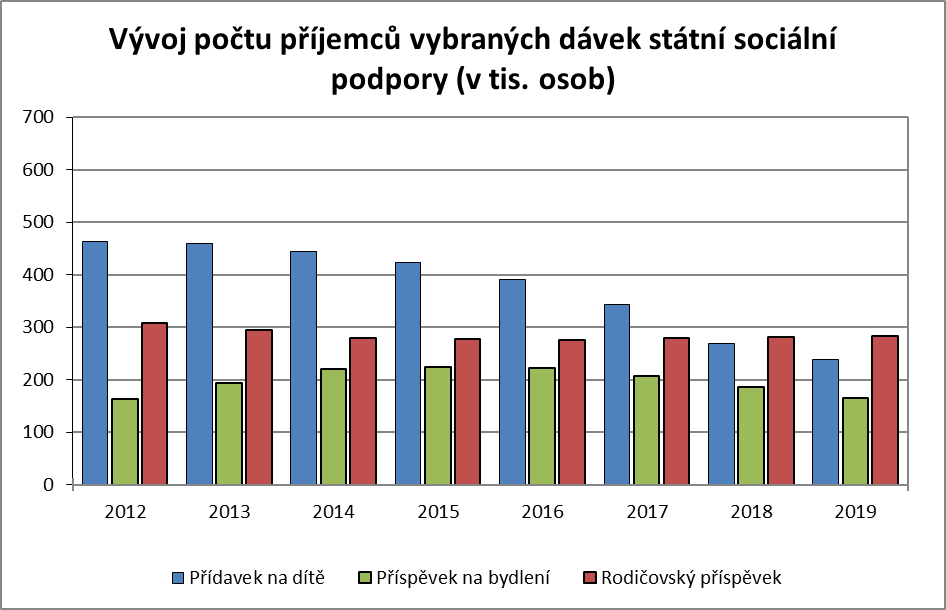 Vývoj počtu příjemců vybraných dávek státní sociální
podpory (v tis. osob)
700
600
500
400
300
200
100
0
2012 2013 2014 2015 2016 2017 2018 2019
Přídavek na dítě Příspěvek na bydlení Rodičovský příspěvek